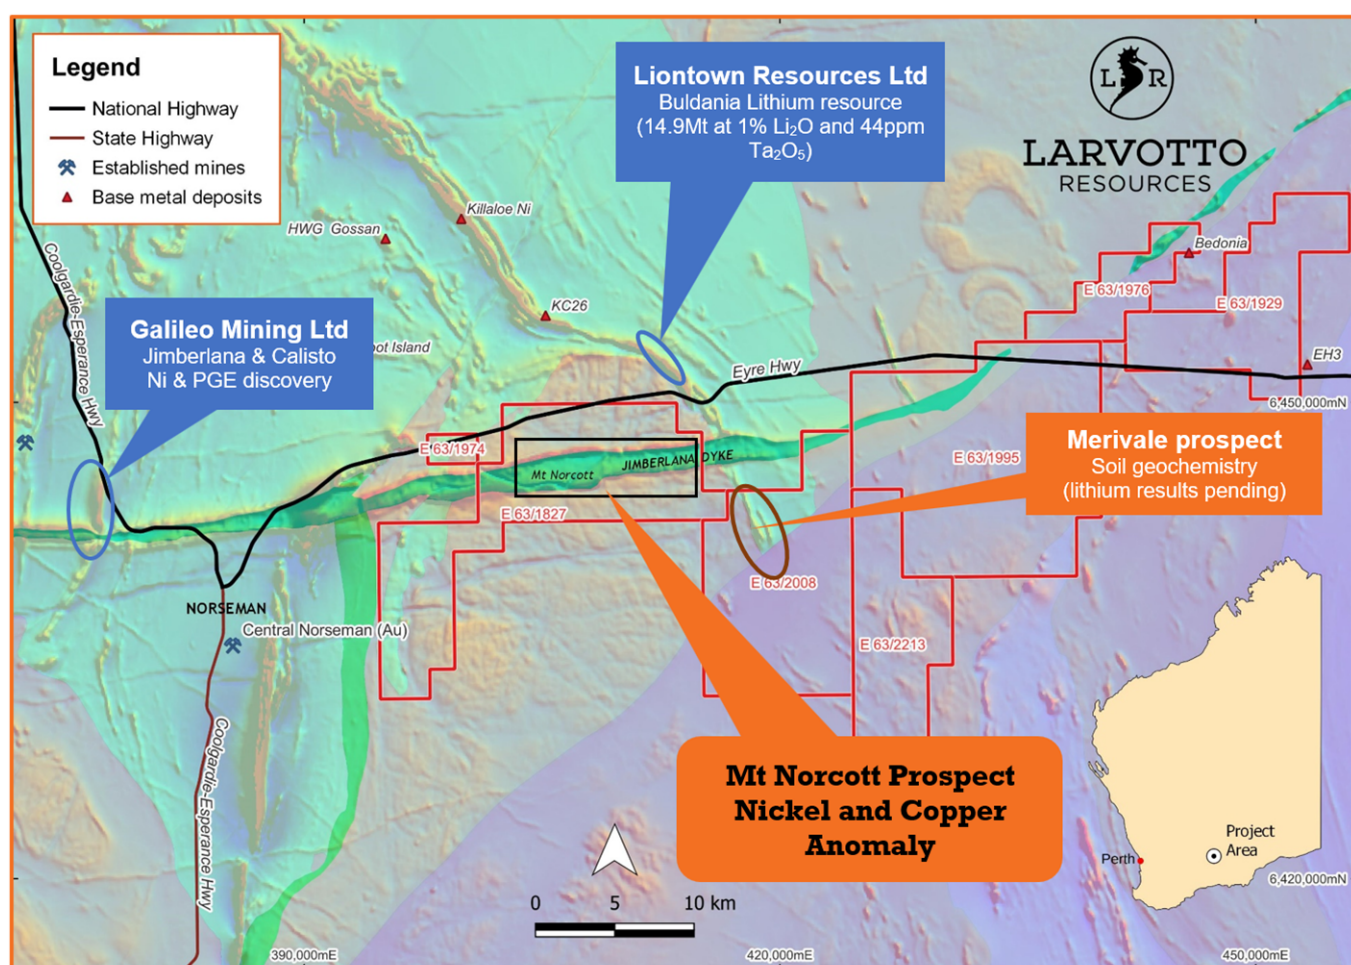 Legend
National Highway
State Highway
Established mines
Base metal deposits
Liontown Resources Ltd
Buldania Lithium resource
(14.9Mt at 1% Li₂O and 44ppm
Ta₂O₅)
L R
LARVOTTO
RESOURCES
Killaloe Ni
HWG Gossan
Bedonia
Coolgardie-Esperance Hwy
E 63/1976
E 63/1929
KC26
Galileo Mining Ltd
Jimberlana & Calisto
Ni & PGE discovery
Island
EH3
Eyre Hwy
6,450,000mN
E 63/1974
JIMBERLANA DYKE
Mt Norcott
E 63/1995
Merivale prospect
Soil geochemistry
(lithium results pending)
E 63/1827
E 63/2008
NORSEMAN
Central Norseman (Au)
E 63/2213
Coolgardie-Esperance Hwy
Mt Norcott Prospect
Nickel and Copper
Anomaly
Project
Area
Perth
6,420,000mN
0 5 10 km
390,000mE
420,000mE
450,000mE